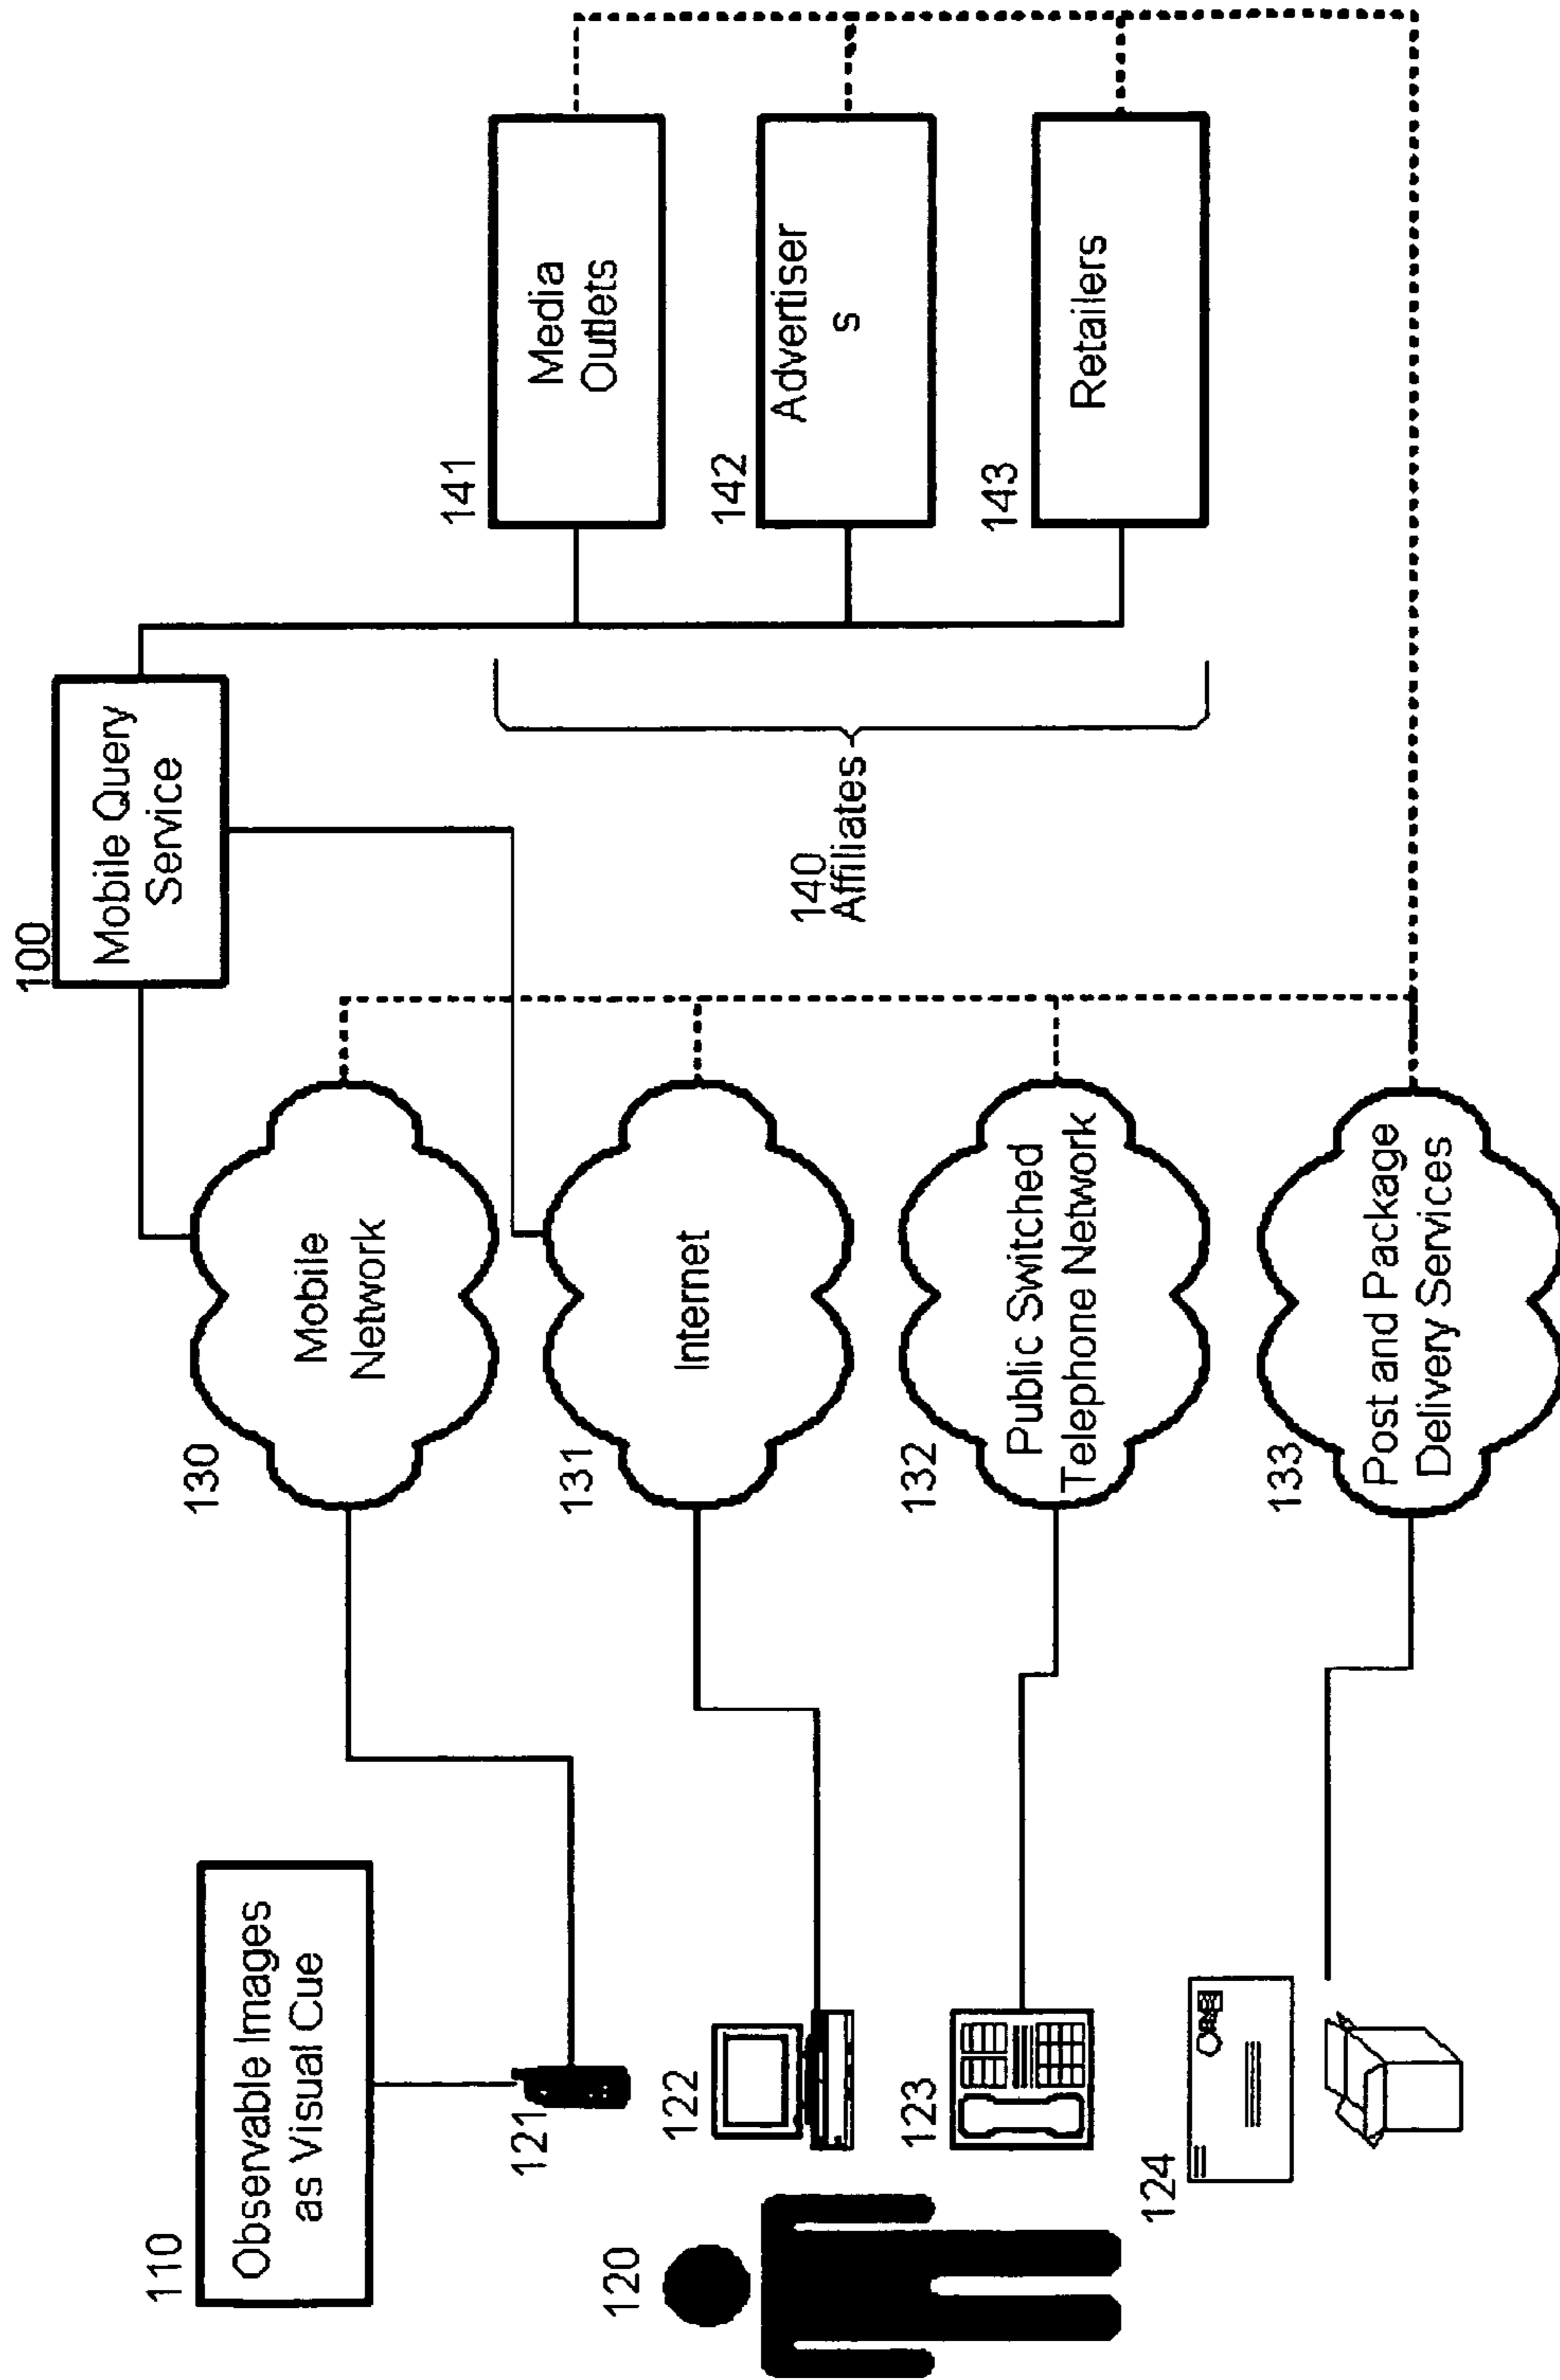 100
Mobile Query
Service
110
Observable Images
as Visual Cue
130
Mobile
Network
141
Media
Outlets
121
131
Internet
120
122
142
Advertiser
s
140
Affiliates
123
132
Public Switched
Telephone Network
143
Retailers
124
133
Post and Package
Delivery Services